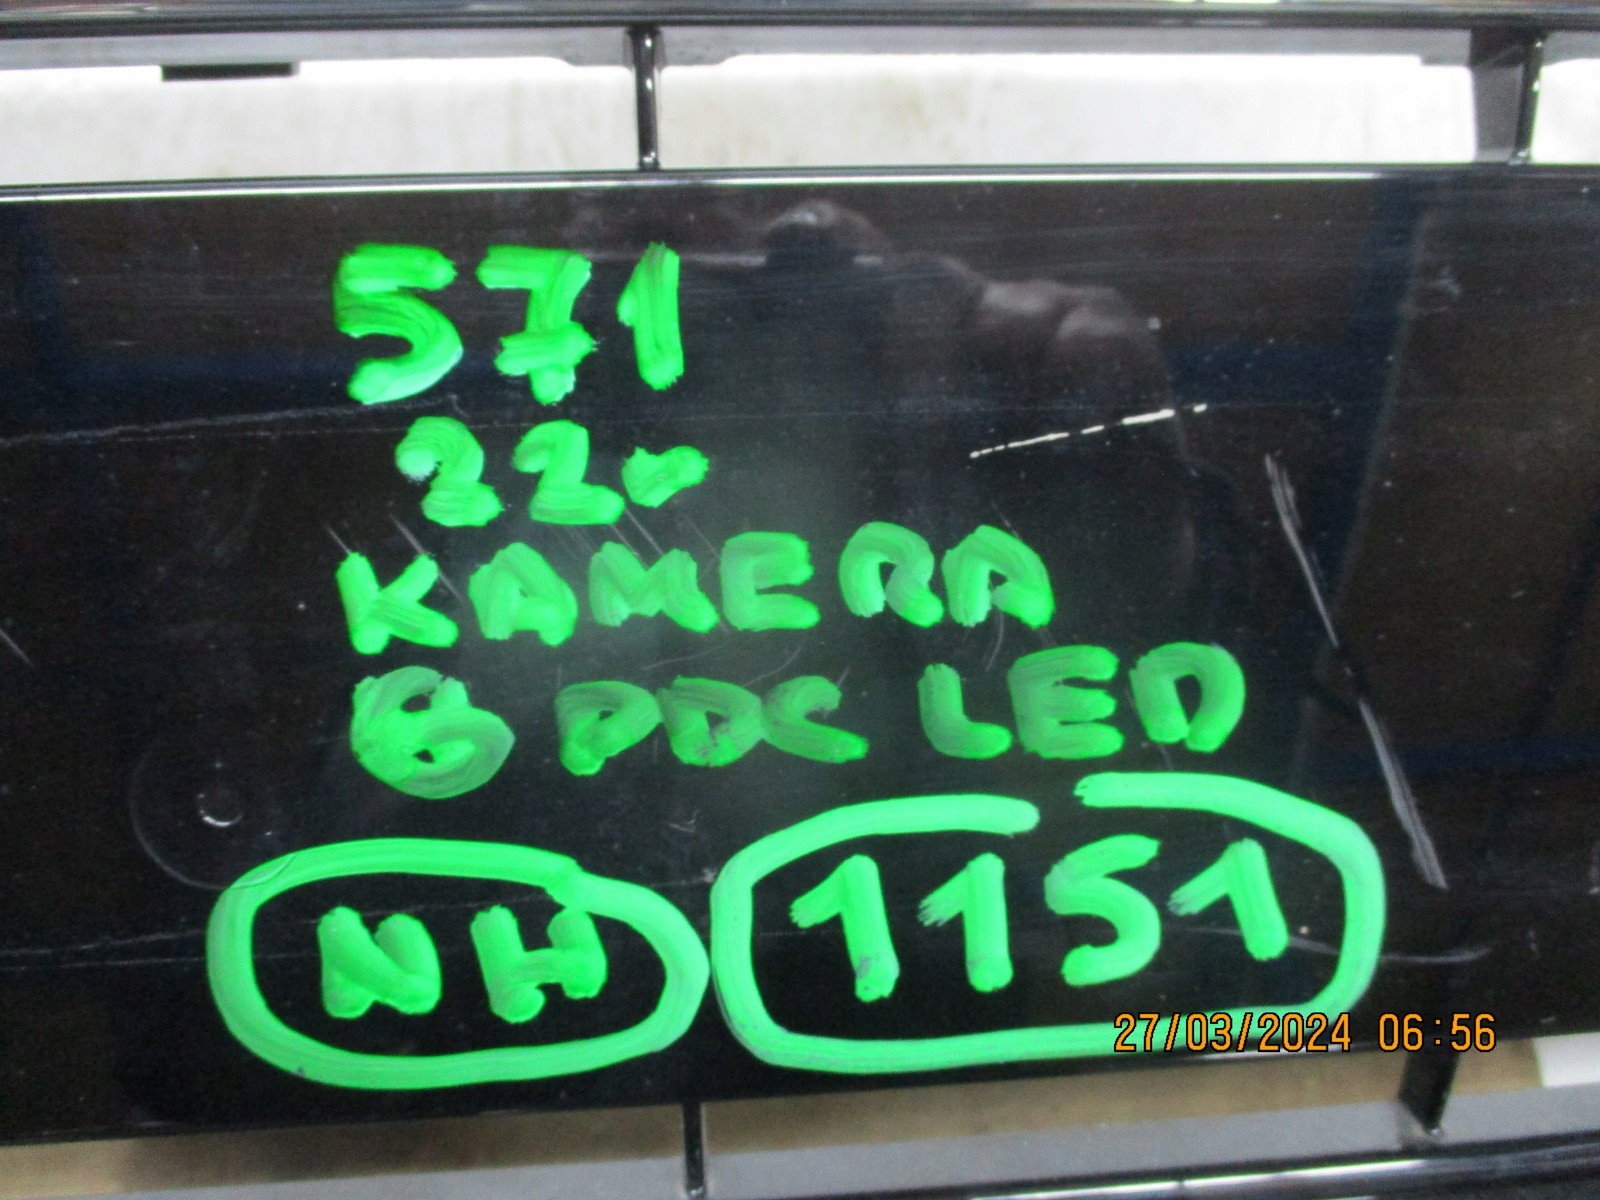 571
22-
KAMERA
6 PDC LED
NH 1151
27/03/2024 06:56